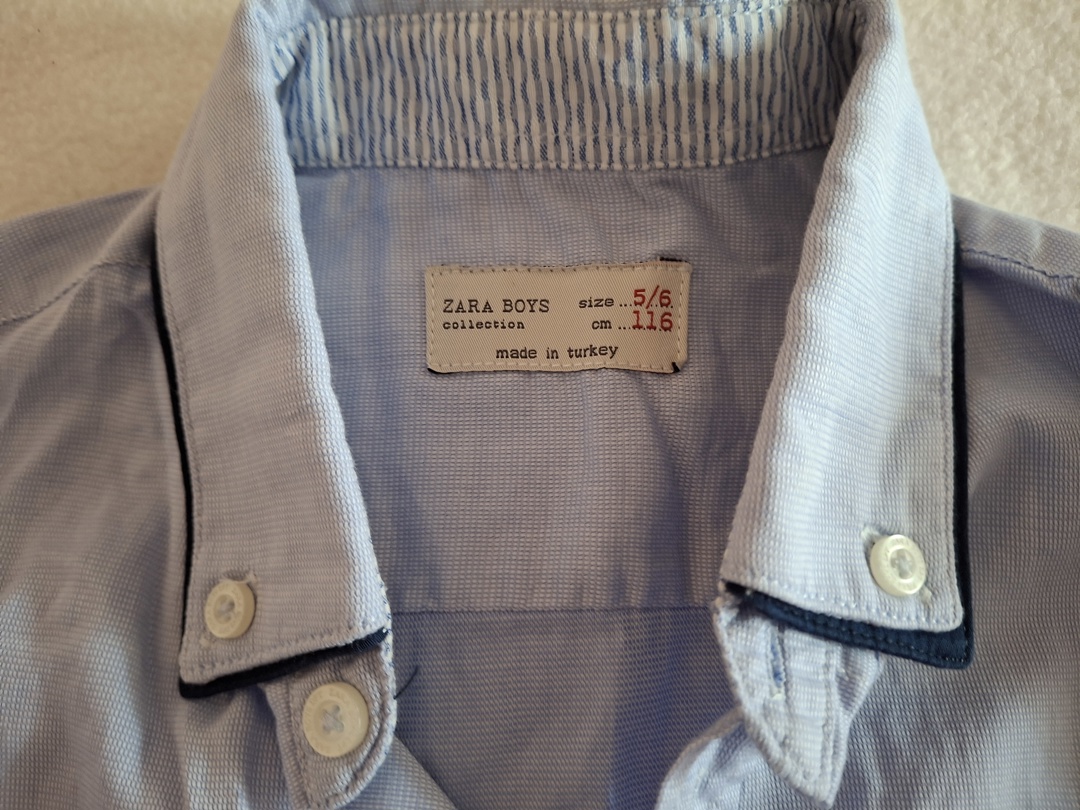 ZARA BOYS size ...5/6
collection cm ...116
made in turkey